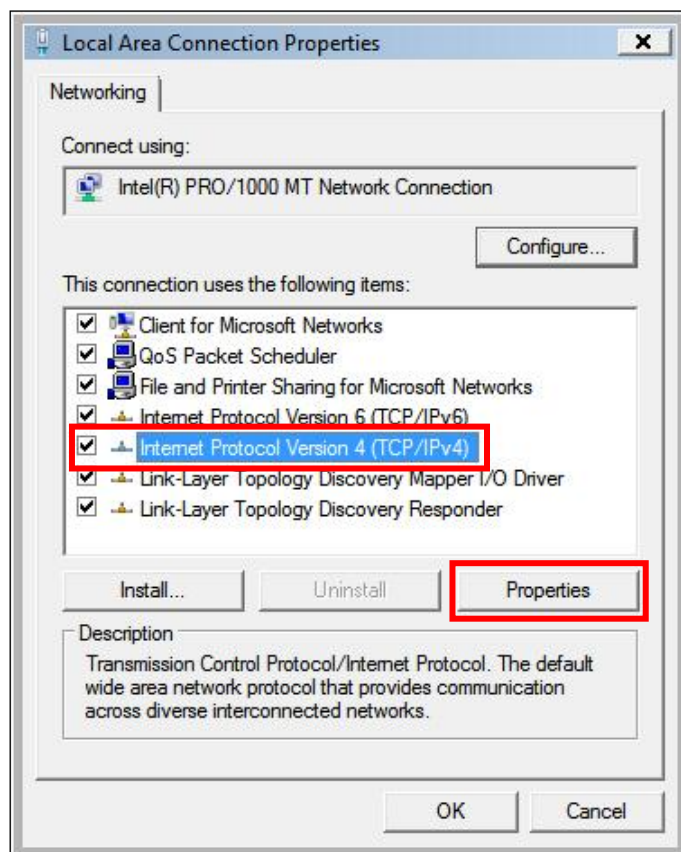 Local Area Connection Properties
Networking
Connect using:
Intel(R) PRO/1000 MT Network Connection
Configure...
This connection uses the following items:
Client for Microsoft Networks
QoS Packet Scheduler
File and Printer Sharing for Microsoft Networks
Internet Protocol Version 6 (TCP/IPv6)
Internet Protocol Version 4 (TCP/IPv4)
Link-Layer Topology Discovery Mapper I/O Driver
Link-Layer Topology Discovery Responder
Install...
Uninstall
Properties
Description
Transmission Control Protocol/Internet Protocol. The default
wide area network protocol that provides communication
across diverse interconnected networks.
OK
Cancel